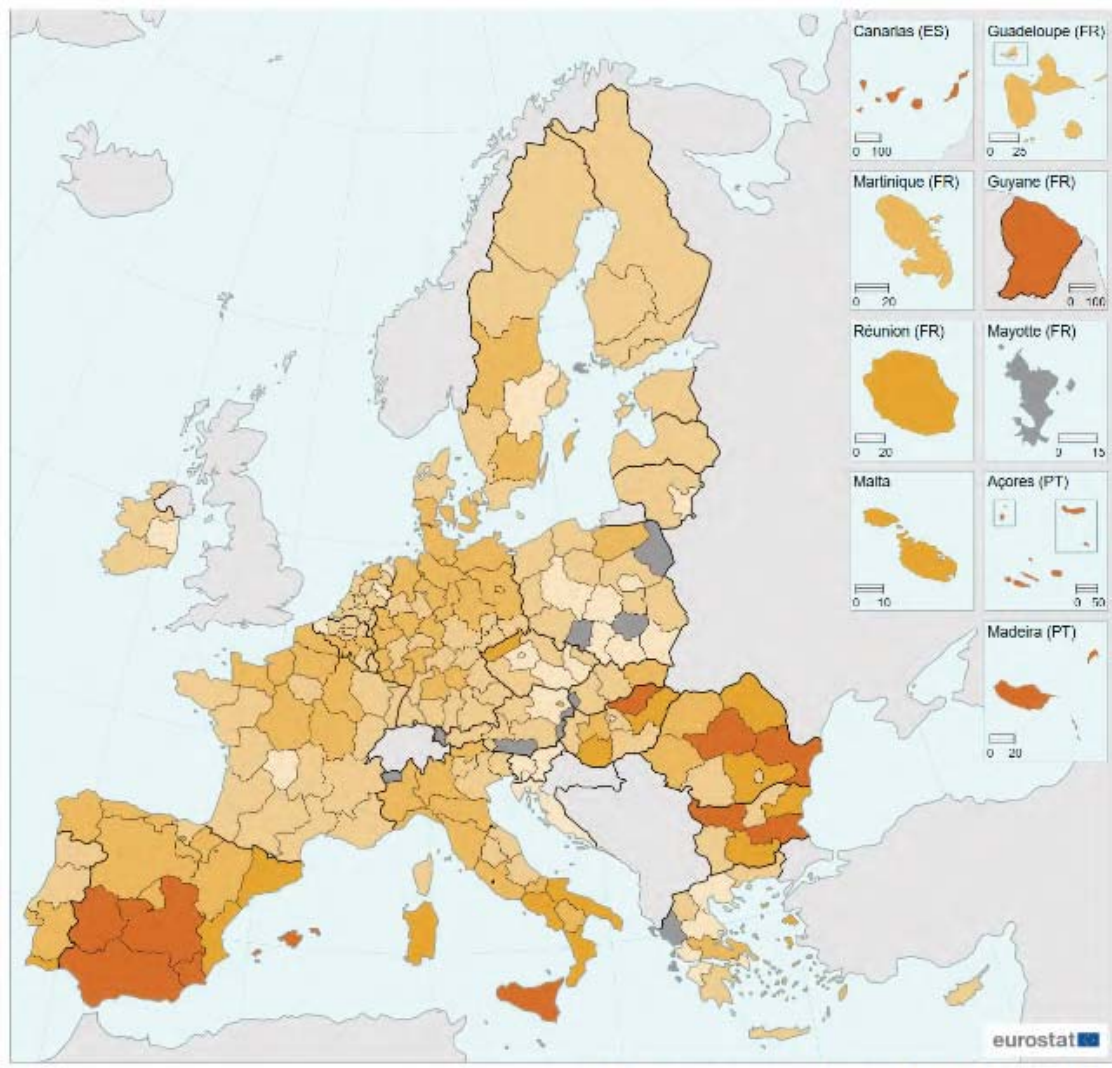 Canarias (ES)
0 100
Guadeloupe (FR)
0 25
Martinique (FR)
0 20
Guyane (FR)
0 100
Réunion (FR)
0 20
Mayotte (FR)
0 15
Malta
0 10
Açores (PT)
0 50
Madeira (PT)
0 20
eurostat